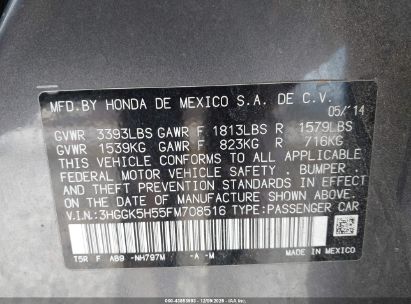 MFD.BY HONDA DE MEXICO S.A. DE C.V.
05/'14
GVWR 3393LBS GAWR F 1813LBS R 1579LBS
GVWR 1539KG GAWR F 823KG R 716KG
THIS VEHICLE CONFORMS TO ALL APPLICABLE
FEDERAL MOTOR VEHICLE SAFETY, BUMPER,
AND THEFT PREVENTION STANDARDS IN EFFECT
ON THE DATE OF MANUFACTURE SHOWN ABOVE.
V.I.N:3HGGK5H55FM708516 TYPE:PASSENGER CAR
T5R F AB9 -NH797M -A -M MADE IN MEXICO